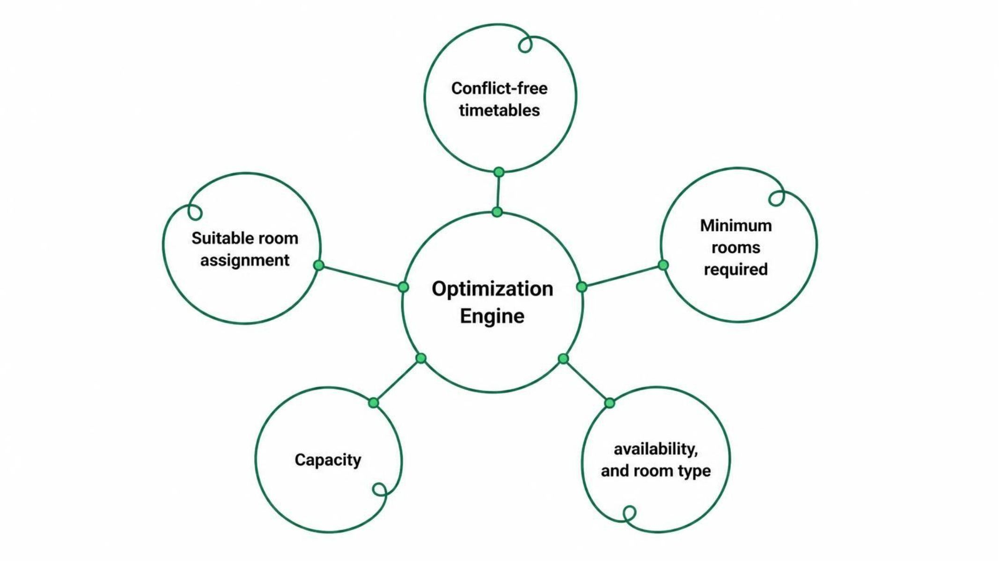 Conflict-free
timetables
Suitable room
assignment
Minimum
rooms
required
Optimization
Engine
Capacity
availability,
and room type